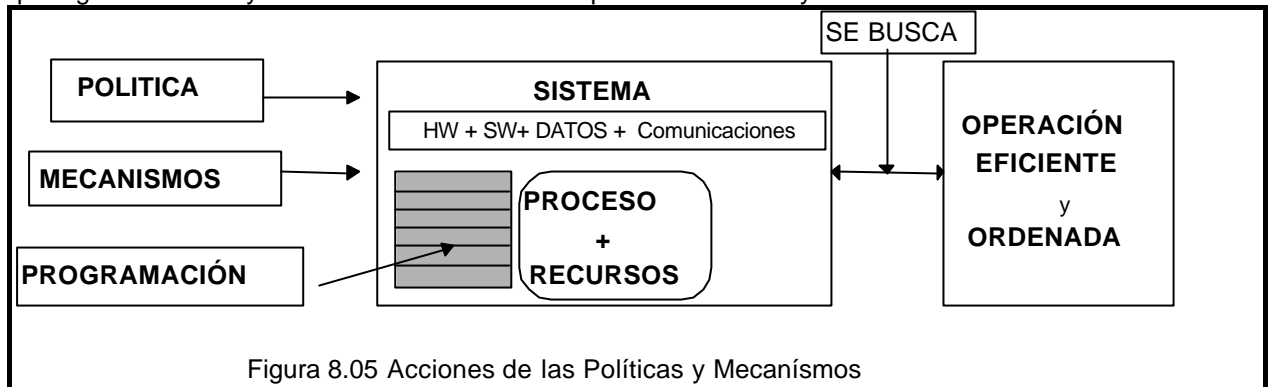 SE BUSCA
POLITICA
SISTEMA
HW + SW+ DATOS + Comunicaciones
MECANISMOS
PROCESO
+
RECURSOS
PROGRAMACIÓN
OPERACIÓN
EFICIENTE
y
ORDENADA
Figura 8.05 Acciones de las Políticas y Mecanísmos